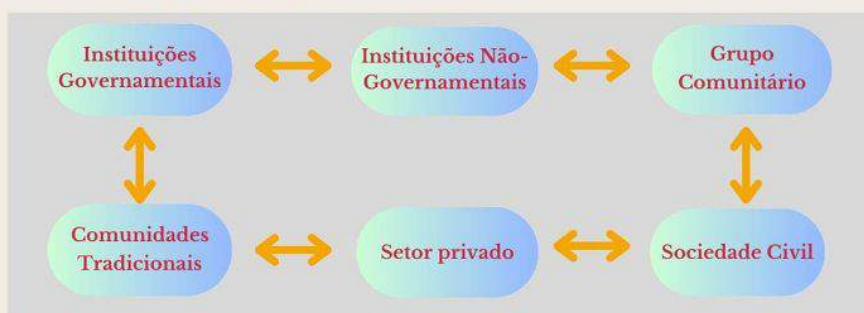 Instituições
Governamentais
Instituições Não-
Governamentais
Grupo
Comunitário
Comunidades
Tradicionais
Setor privado
Sociedade Civil